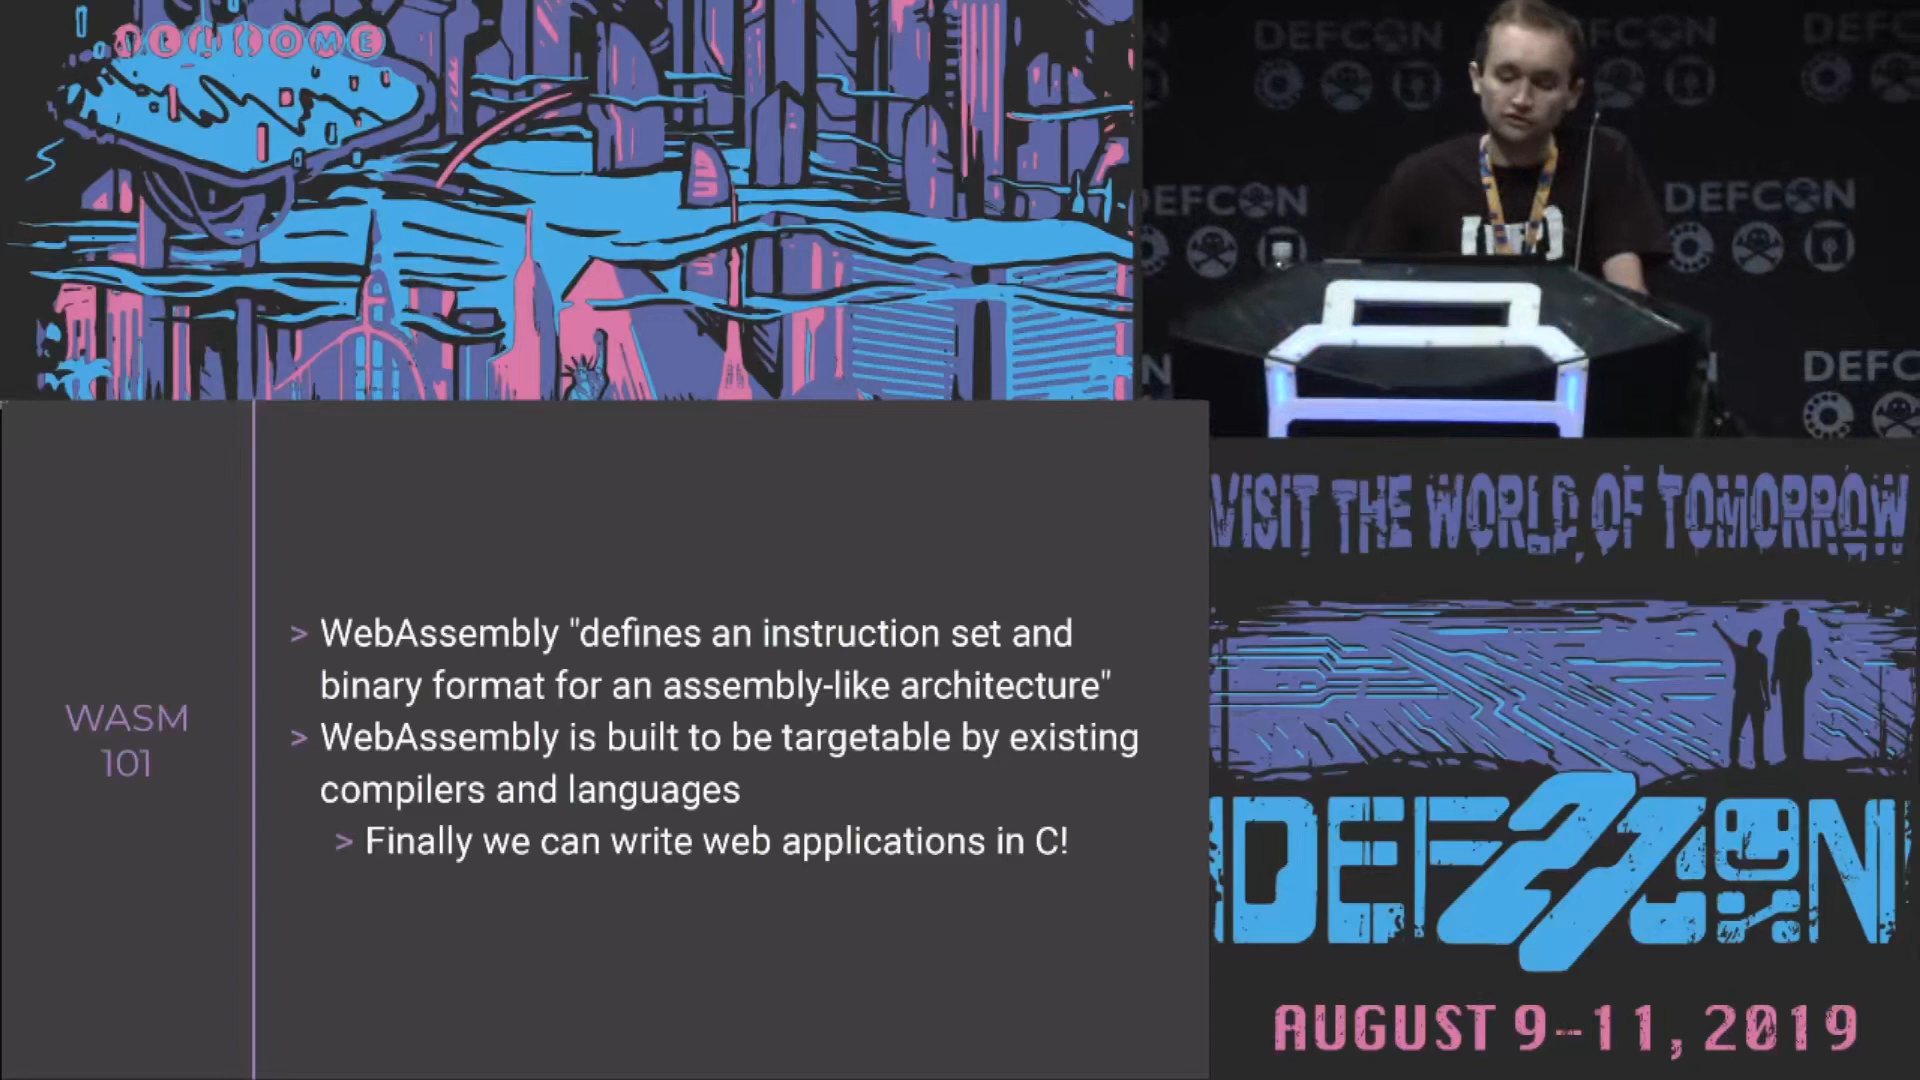 WELCOME
DEFCON
DEFCON
DEFCON
DEFCON
WASM
101
> WebAssembly "defines an instruction set and
binary format for an assembly-like architecture"
> WebAssembly is built to be targetable by existing
compilers and languages
> Finally we can write web applications in C!
VISIT THE WORLD OF TOMORROW
DEF27CON
AUGUST 9-11, 2019